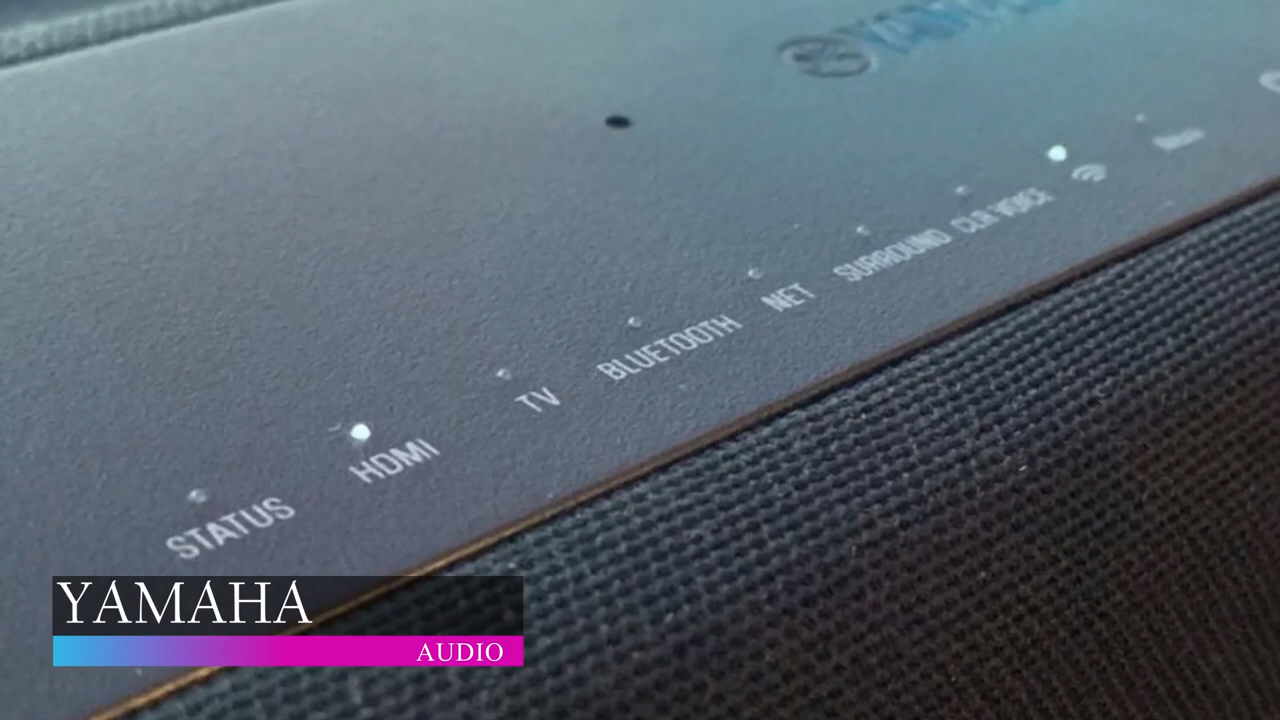 STATUS
HDMI
TV
BLUETOOTH
NET
SURROUND
CLR VOICE
YAMAHA
AUDIO